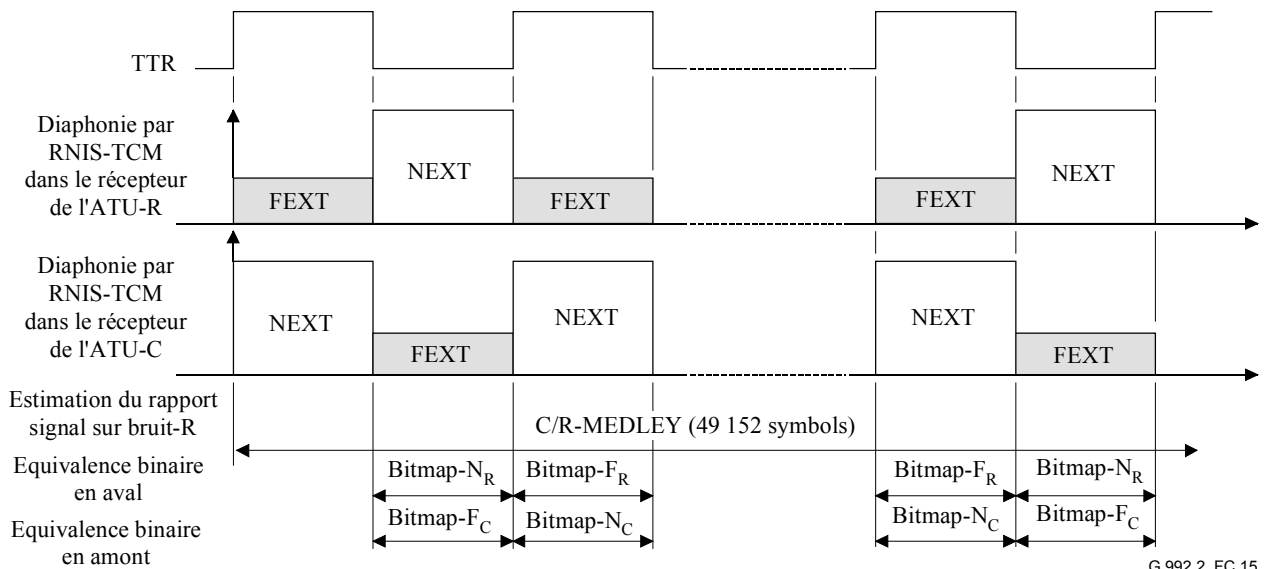 TTR
Diaphonie par
RNIS-TCM
dans le récepteur
de l'ATU-R
FEXT
NEXT
FEXT
FEXT
NEXT
Diaphonie par
RNIS-TCM
dans le récepteur
de l'ATU-C
NEXT
FEXT
NEXT
NEXT
FEXT
Estimation du rapport
signal sur bruit-R
C/R-MEDLEY (49 152 symbols)
Equivalence binaire
en aval
Bitmap-NR
Bitmap-FR
Bitmap-FR
Bitmap-NR
Equivalence binaire
en amont
Bitmap-FC
Bitmap-NC
Bitmap-NC
Bitmap-FC
G.992.2_FC.15